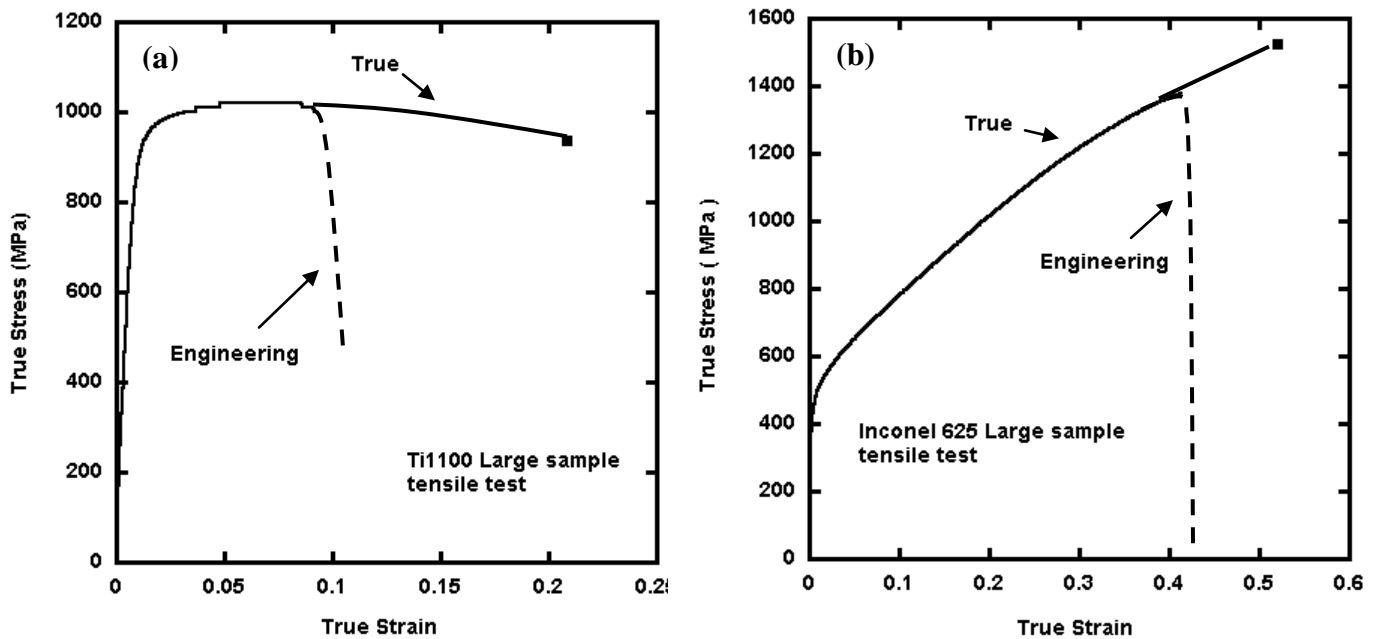 (a)
1200
1000
800
600
400
200
0
True Stress (MPa)
True
Engineering
Ti1100 Large sample
tensile test
0
0.05
0.1
0.15
0.2
0.25
True Strain
(b)
1600
1400
1200
1000
800
600
400
200
0
True Stress ( MPa )
True
Engineering
Inconel 625 Large sample
tensile test
0
0.1
0.2
0.3
0.4
0.5
0.6
True Strain